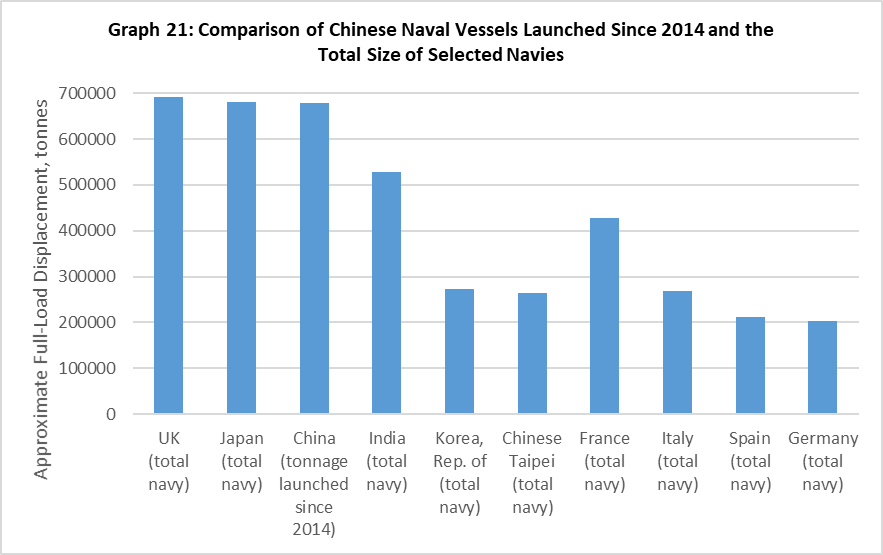 Graph 21: Comparison of Chinese Naval Vessels Launched Since 2014 and the
Total Size of Selected Navies
Approximate Full-Load Displacement, tonnes
700000
600000
500000
400000
300000
200000
100000
0
UK
(total
navy)
Japan
(total
navy)
China
(tonnage
launched
since
2014)
India
(total
navy)
Korea,
Rep. of
(total
navy)
Chinese
Taipei
(total
navy)
France
(total
navy)
Italy
(total
navy)
Spain
(total
navy)
Germany
(total
navy)